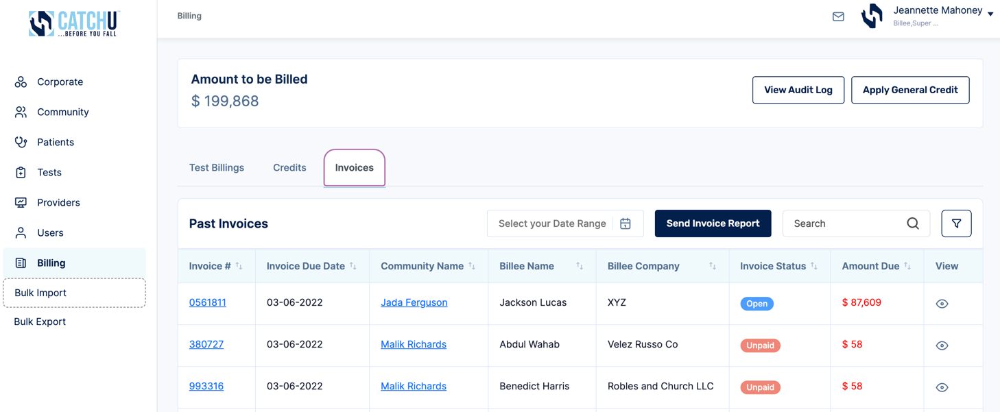 CATCHU
...BEFORE YOU FALL
Billing
Jeannette Mahoney
Billee,Super ...
Corporate
Community
Patients
Tests
Providers
Users
Billing
Bulk Import
Bulk Export
Amount to be Billed
$ 199,868
View Audit Log
Apply General Credit
Test Billings Credits Invoices
Past Invoices Select your Date Range Send Invoice Report Search
Invoice # Invoice Due Date Community Name Billee Name Billee Company Invoice Status Amount Due View
0561811 03-06-2022 Jada Ferguson Jackson Lucas XYZ Open $ 87,609
380727 03-06-2022 Malik Richards Abdul Wahab Velez Russo Co Unpaid $ 58
993316 03-06-2022 Malik Richards Benedict Harris Robles and Church LLC Unpaid $ 58